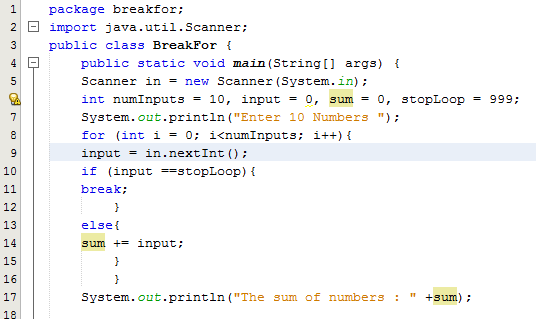 1 package breakfor;
2 import java.util.Scanner;
3 public class BreakFor {
4 public static void main(String[] args) {
5 Scanner in = new Scanner(System.in);
int numInputs = 10, input = 0, sum = 0, stopLoop = 999;
7 System.out.println("Enter 10 Numbers ");
8 for (int i = 0; i<numInputs; i++){
9 input = in.nextInt();
10 if (input ==stopLoop){
11 break;
12 }
13 else{
14 sum += input;
15 }
16 }
17 System.out.println("The sum of numbers : " +sum);
18